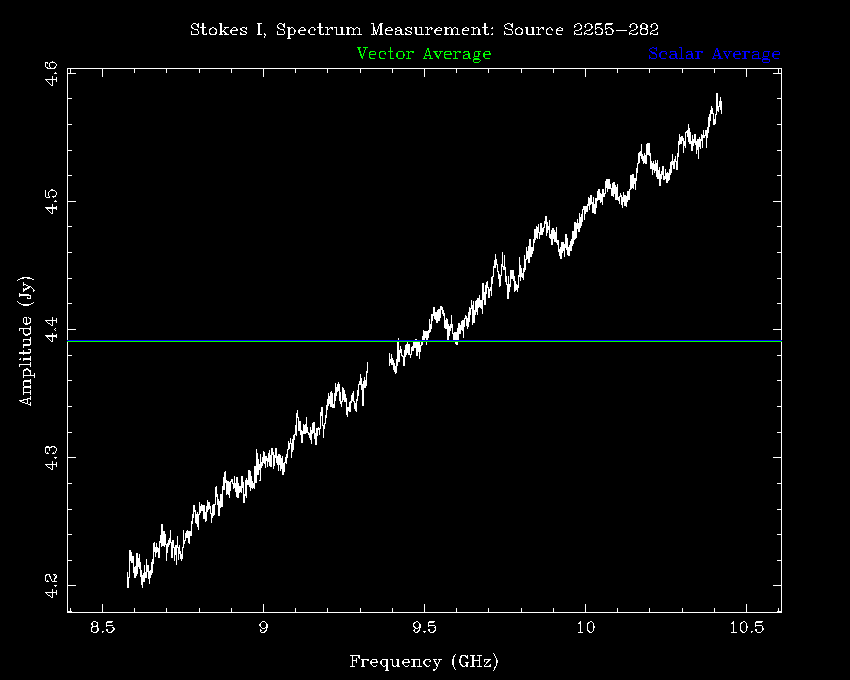 Stokes I, Spectrum Measurement: Source 2255-282
Vector Average
Scalar Average
4.6
4.5
4.4
4.3
4.2
Amplitude (Jy)
8.5 9 9.5 10 10.5
Frequency (GHz)